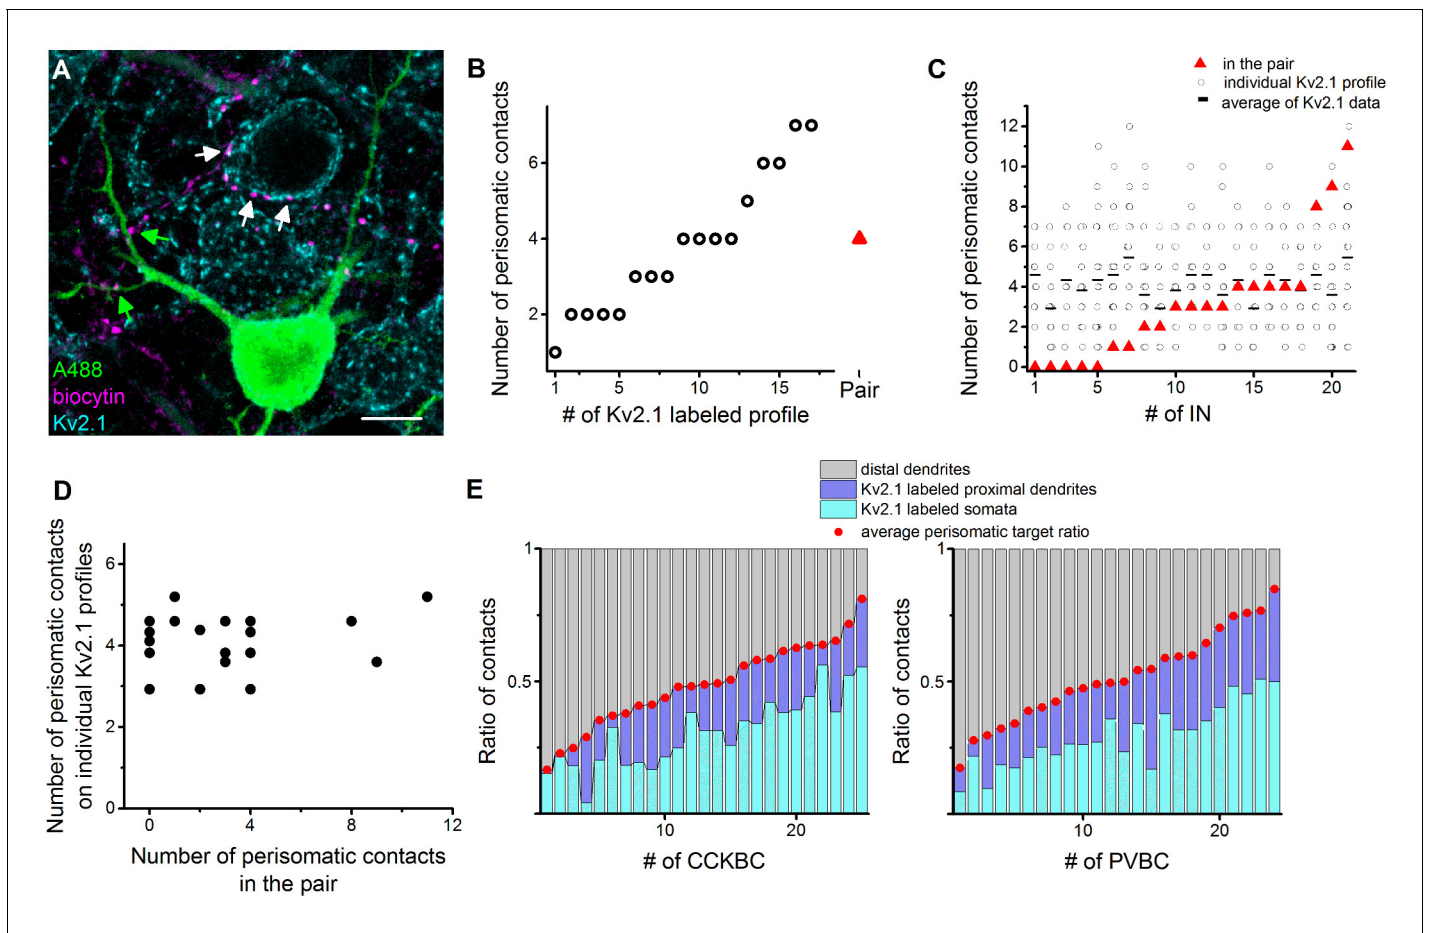 A
A488
biocytin
Kv2.1
B
Number of perisomatic contacts
6
4
2
1
5
10
15
Pair
# of Kv2.1 labeled profile
C
in the pair
individual Kv2.1 profile
average of Kv2.1 data
Number of perisomatic contacts
12
10
8
6
4
2
0
1
5
10
15
20
# of IN
D
Number of perisomatic contacts
on individual Kv2.1 profiles
6
4
2
0
0
4
8
12
Number of perisomatic contacts
in the pair
E
distal dendrites
Kv2.1 labeled proximal dendrites
Kv2.1 labeled somata
average perisomatic target ratio
Ratio of contacts
1
0.5
10
20
# of CCKBC
Ratio of contacts
1
0.5
10
20
# of PVBC